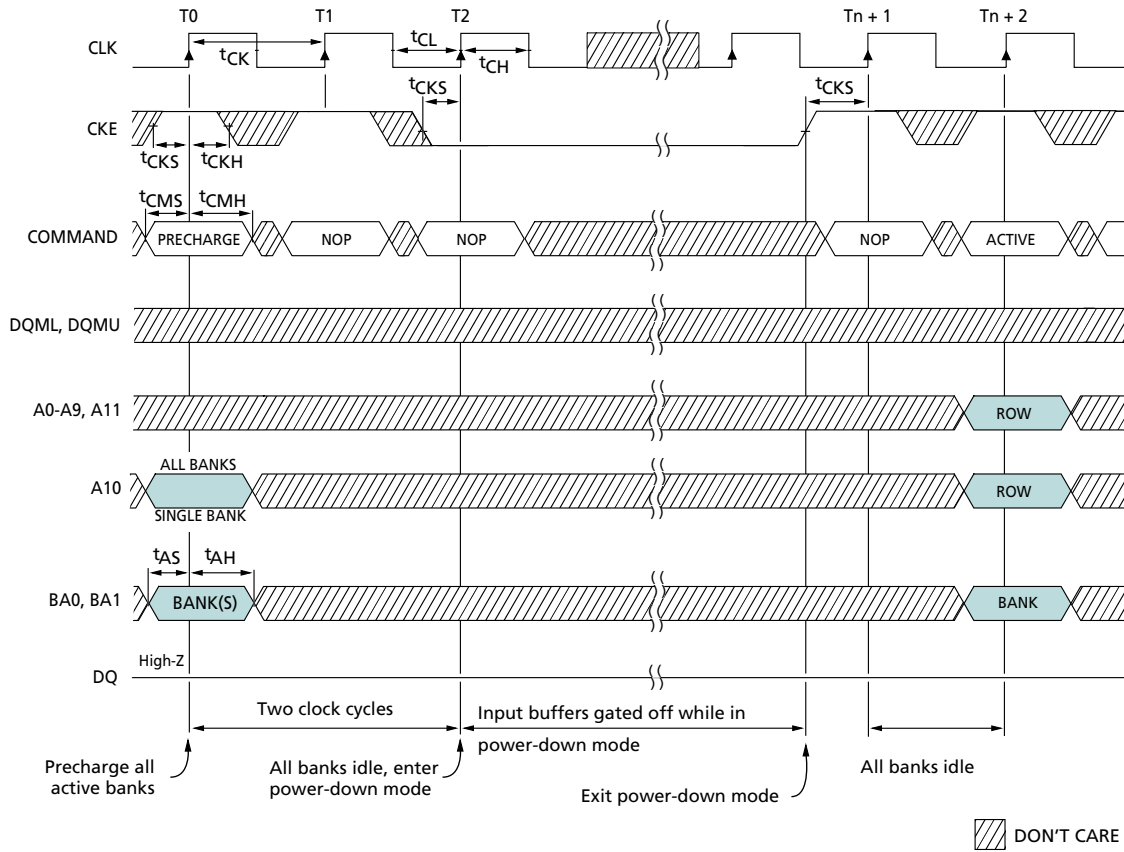 T0 T1 T2 Tn + 1 Tn + 2
CLK
tCK
tCL
tCH
CKE
tCKS
tCKS
tCKS tCKH
tCMS tCMH
COMMAND
PRECHARGE NOP NOP NOP ACTIVE
DQML, DQMU
A0-A9, A11
ROW
ALL BANKS
A10
ROW
SINGLE BANK
tAS tAH
BA0, BA1
BANK(S) BANK
High-Z
DQ
Two clock cycles
Input buffers gated off while in
power-down mode
Precharge all
active banks
All banks idle, enter
power-down mode
Exit power-down mode
All banks idle
DON'T CARE